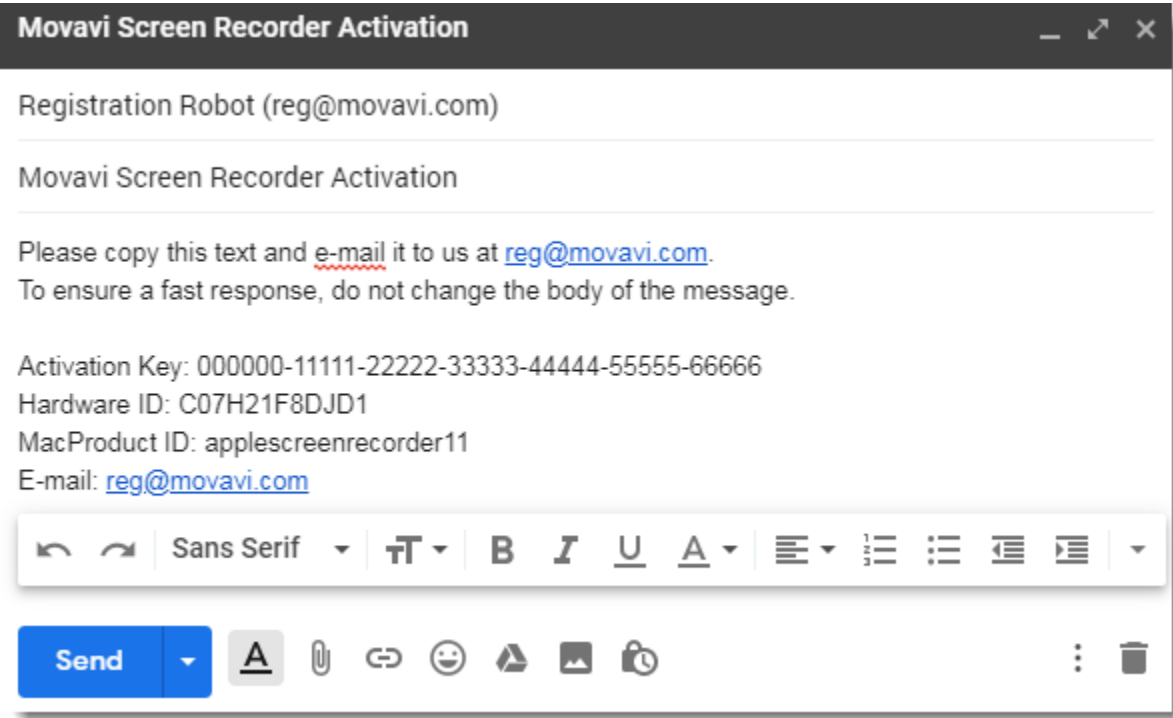 Movavi Screen Recorder Activation
Registration Robot (reg@movavi.com)
Movavi Screen Recorder Activation
Please copy this text and e-mail it to us at reg@movavi.com.
To ensure a fast response, do not change the body of the message.
Activation Key: 000000-11111-22222-33333-44444-55555-66666
Hardware ID: C07H21F8DJD1
MacProduct ID: applescreenrecorder11
E-mail: reg@movavi.com
Sans Serif
Send